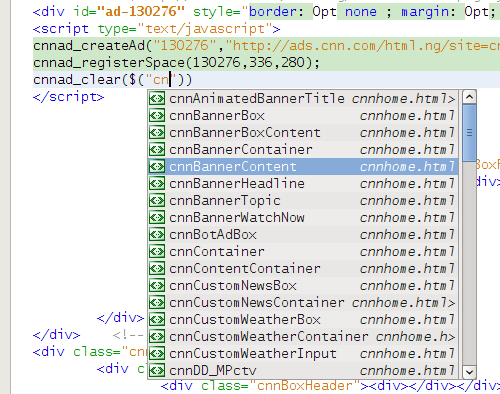 <div id="ad-130276" style="border: 0pt none ; margin: 0pt;
<script type="text/javascript">
cnnad_createAd("130276","http://ads.cnn.com/html.ng/site=cn
cnnad_registerSpace(130276,336,280);
cnnad_clear($("cn"))
</script>
cnnAnimatedBannerTitle cnnhome.html>
cnnBannerBox cnnhome.html
cnnBannerBoxContent cnnhome.html
cnnBannerContainer cnnhome.html
cnnBannerContent cnnhome.html
cnnBannerHeadline cnnhome.html
cnnBannerTopic cnnhome.html
cnnBannerWatchNow cnnhome.html
cnnBotAdBox cnnhome.html
cnnContainer cnnhome.html
cnnContentContainer cnnhome.html
cnnCustomNewsBox cnnhome.html
cnnCustomNewsContainer cnnhome.html>
cnnCustomWeatherBox cnnhome.html
cnnCustomWeatherContainer cnnhome.h>
cnnCustomWeatherInput cnnhome.html
cnnDD_MPctv cnnhome.html
oxH
div>
</div>
</div> <!--
<div class="cnn
<div c
<div class="cnnBoxHeader"><div></div></div>